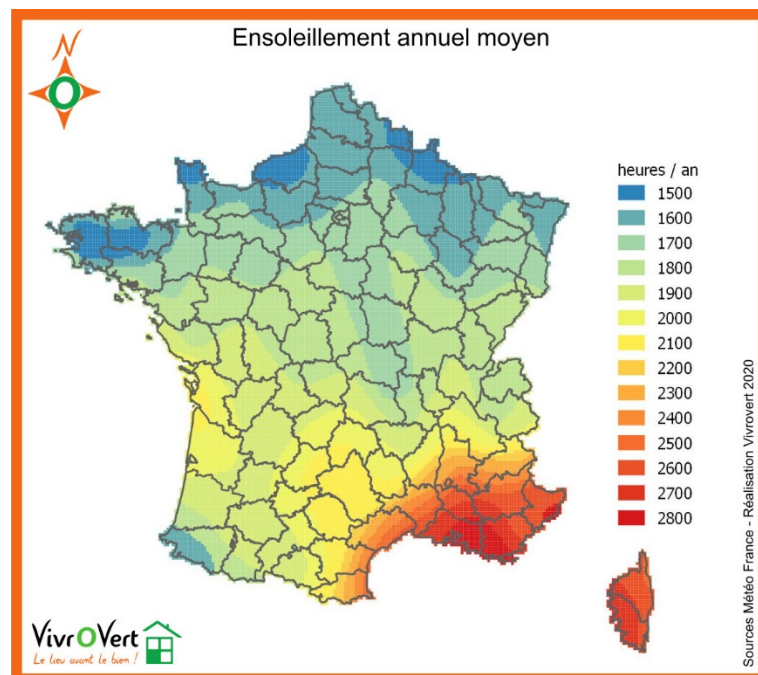 Ensoleillement annuel moyen
N
O
heures / an
1500
1600
1700
1800
1900
2000
2100
2200
2300
2400
2500
2600
2700
2800
Sources Météo France - Réalisation Vivrovert 2020
VivrOVert
Le lieu avant le bien !